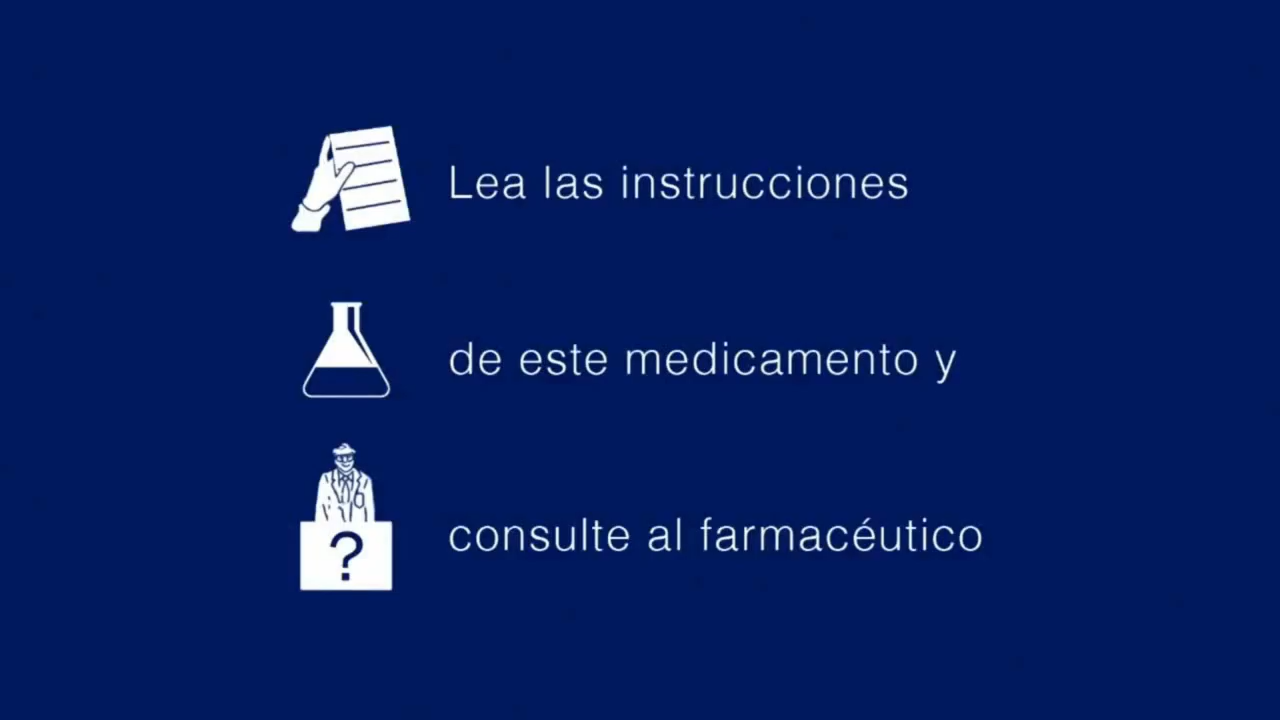 Lea las instrucciones
de este medicamento y
?
consulte al farmacéutico